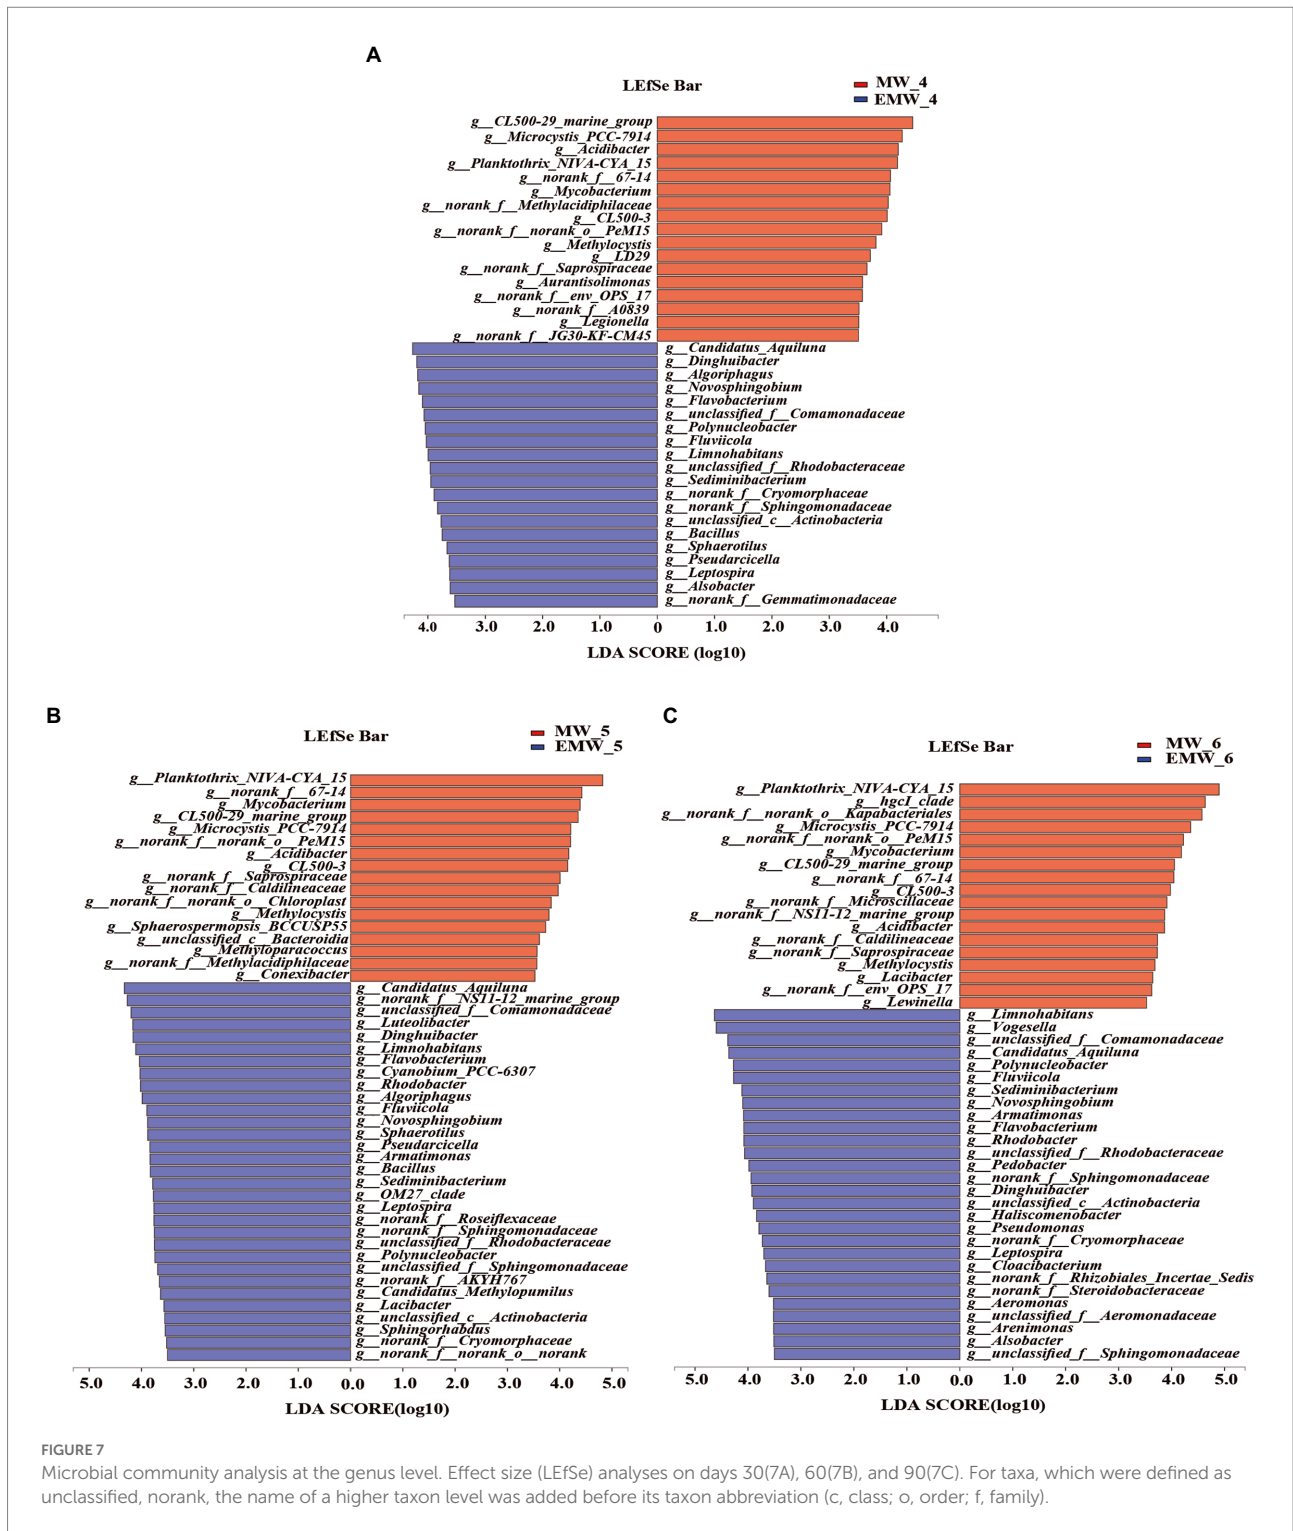 A
LEfSe Bar
MW_4
EMW_4
g__CL500-29_marine_group
g__Microcystis_PCC-7914
g__Acidibacter
g__Planktothrix_NIVA-CYA_15
g__norank_f__67-14
g__Mycobacterium
g__norank_f__Methylacidiphilaceae
g__CL500-3
g__norank_f__norank_o__PeM15
g__Methylocystis
g__LD29
g__norank_f__Saprospiraceae
g__Aurantisolimonas
g__norank_f__env_OPS_17
g__norank_f__A0839
g__Legionella
g__norank_f__JG30-KF-CM45
g__Candidatus_Aquiluna
g__Dinghuibacter
g__Algoriphagus
g__Novosphingobium
g__Flavobacterium
g__unclassified_f__Comamonadaceae
g__Polynucleobacter
g__Fluviicola
g__Limnohabitans
g__unclassified_f__Rhodobacteraceae
g__Sediminibacterium
g__norank_f__Cryomorphaceae
g__norank_f__Sphingomonadaceae
g__unclassified_c__Actinobacteria
g__Bacillus
g__Sphaerotilus
g__Pseudarcicella
g__Leptospira
g__Alsobacter
g__norank_f__Gemmatimonadaceae
4.0 3.0 2.0 1.0 0 1.0 2.0 3.0 4.0
LDA SCORE (log10)
B
LEfSe Bar
MW_5
EMW_5
g__Planktothrix_NIVA-CYA_15
g__norank_f__67-14
g__Mycobacterium
g__CL500-29_marine_group
g__Microcystis_PCC-7914
g__norank_f__norank_o__PeM15
g__Acidibacter
g__CL500-3
g__norank_f__Saprospiraceae
g__norank_f__Caldilineaceae
g__norank_f__norank_o__Chloroplast
g__Methylocystis
g__Sphaerospermopsis_BCCUSP55
g__unclassified_c__Bacteroidia
g__Methyloparacoccus
g__norank_f__Methylacidiphilaceae
g__Conexibacter
g__Candidatus_Aquiluna
g__norank_f__NS11-12_marine_group
g__unclassified_f__Comamonadaceae
g__Luteolibacter
g__Dinghuibacter
g__Limnohabitans
g__Flavobacterium
g__Cyanobium_PCC-6307
g__Rhodobacter
g__Algoriphagus
g__Fluviicola
g__Novosphingobium
g__Sphaerotilus
g__Pseudarcicella
g__Armatimonas
g__Bacillus
g__Sediminibacterium
g__OM27_clade
g__Leptospira
g__norank_f__Roseiflexaceae
g__norank_f__Sphingomonadaceae
g__unclassified_f__Rhodobacteraceae
g__Polynucleobacter
g__unclassified_f__Sphingomonadaceae
g__norank_f__AKYH767
g__Candidatus_Methylopumilus
g__Lacibacter
g__unclassified_c__Actinobacteria
g__Sphingorhabdus
g__norank_f__Cryomorphaceae
g__norank_f__norank_o__norank
5.0 4.0 3.0 2.0 1.0 0.0 1.0 2.0 3.0 4.0 5.0
LDA SCORE(log10)
C
LEfSe Bar
MW_6
EMW_6
g__Planktothrix_NIVA-CYA_15
g__hgcI_clade
g__norank_f__norank_o__Kapabacteriales
g__Microcystis_PCC-7914
g__norank_f__norank_o__PeM15
g__Mycobacterium
g__CL500-29_marine_group
g__norank_f__67-14
g__CL500-3
g__norank_f__Microscillaceae
g__norank_f__NS11-12_marine_group
g__Acidibacter
g__norank_f__Caldilineaceae
g__norank_f__Saprospiraceae
g__Methylocystis
g__Lacibacter
g__norank_f__env_OPS_17
g__Lewinella
g__Limnohabitans
g__Vogesella
g__unclassified_f__Comamonadaceae
g__Candidatus_Aquiluna
g__Polynucleobacter
g__Fluviicola
g__Sediminibacterium
g__Novosphingobium
g__Armatimonas
g__Flavobacterium
g__Rhodobacter
g__unclassified_f__Rhodobacteraceae
g__Pedobacter
g__norank_f__Sphingomonadaceae
g__Dinghuibacter
g__unclassified_c__Actinobacteria
g__Haliscomenobacter
g__Pseudomonas
g__norank_f__Cryomorphaceae
g__Leptospira
g__Cloacibacterium
g__norank_f__Rhizobiales_Incertae_Sedis
g__norank_f__Steroidobacteraceae
g__Aeromonas
g__unclassified_f__Aeromonadaceae
g__Arenimonas
g__Alsobacter
g__unclassified_f__Sphingomonadaceae
5.0 4.0 3.0 2.0 1.0 0.0 1.0 2.0 3.0 4.0 5.0
LDA SCORE(log10)
FIGURE 7
Microbial community analysis at the genus level. Effect size (LEfSe) analyses on days 30(7A), 60(7B), and 90(7C). For taxa, which were defined as
unclassified, norank, the name of a higher taxon level was added before its taxon abbreviation (c, class; o, order; f, family).